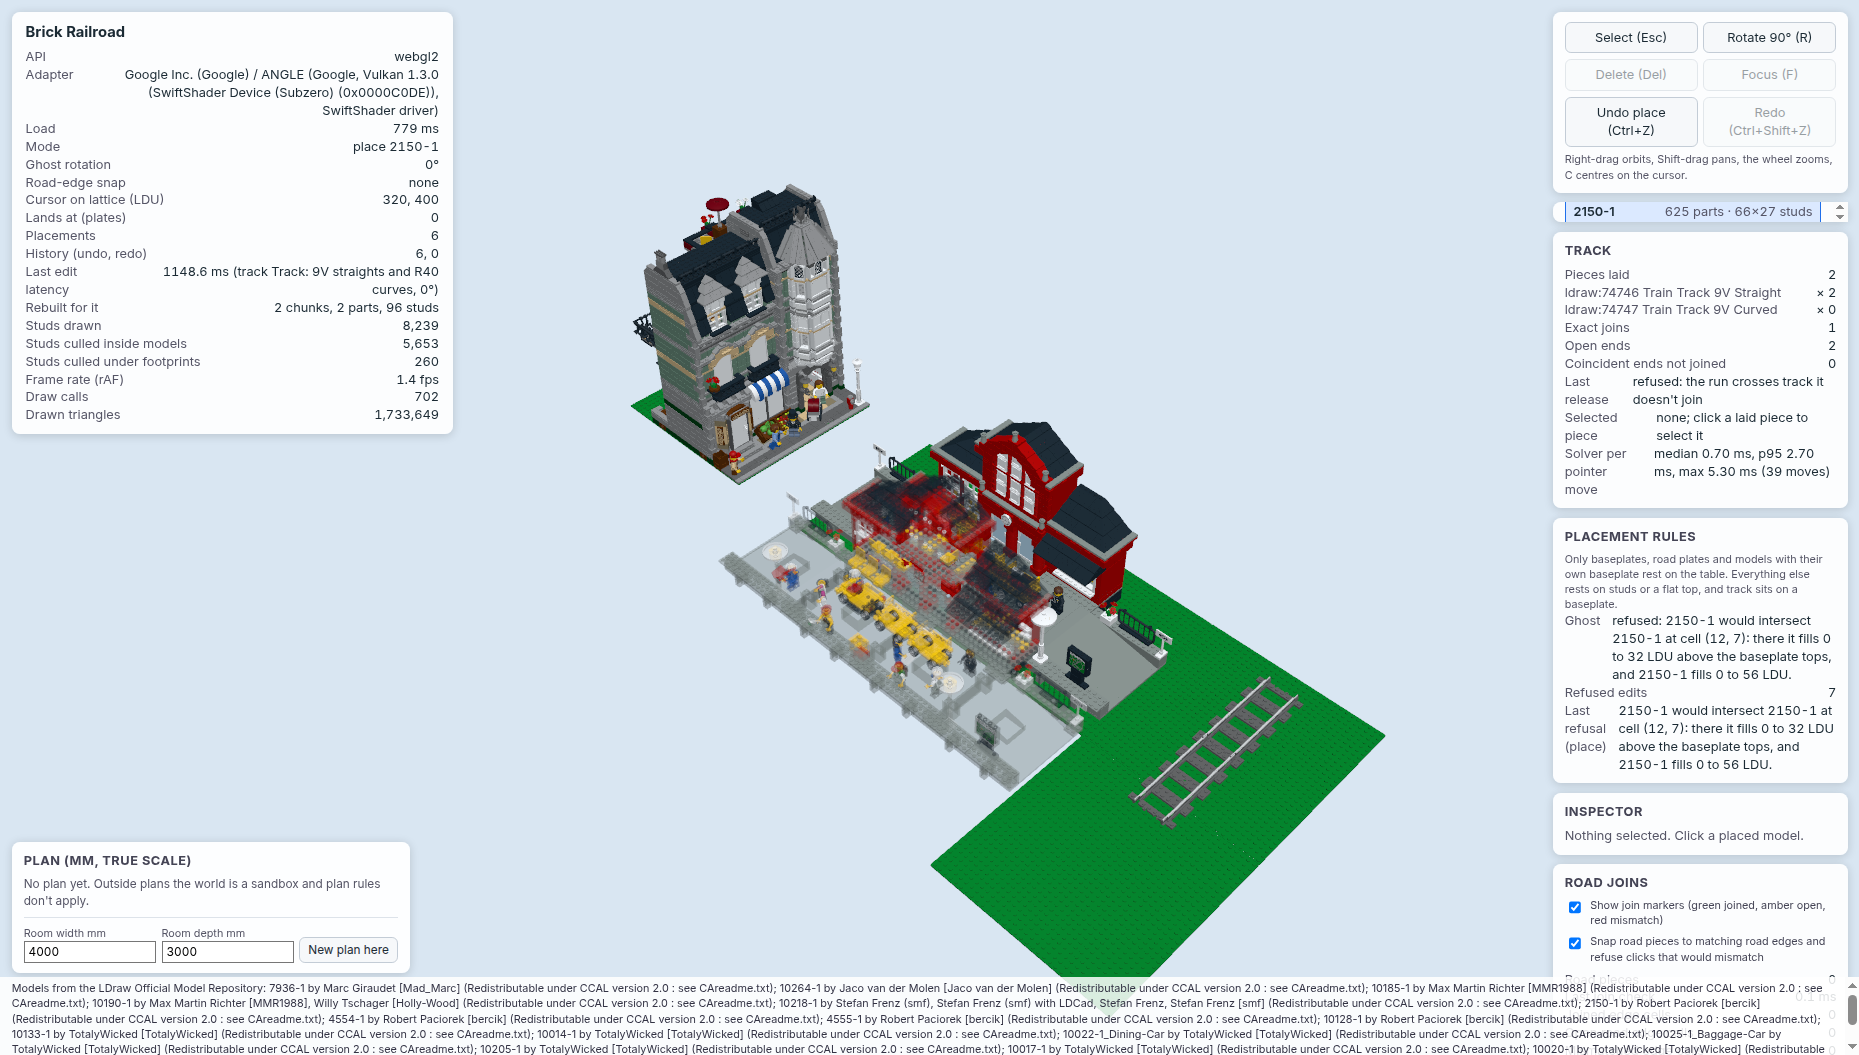 Brick Railroad
API webgl2
Adapter Google Inc. (Google) / ANGLE (Google, Vulkan 1.3.0
(SwiftShader Device (Subzero) (0x0000C0DE)),
SwiftShader driver)
Load 779 ms
Mode place 2150-1
Ghost rotation 0°
Road-edge snap none
Cursor on lattice (LDU) 320, 400
Lands at (plates) 0
Placements 6
History (undo, redo) 6, 0
Last edit 1148.6 ms (track Track: 9V straights and R40
latency curves, 0°)
Rebuilt for it 2 chunks, 2 parts, 96 studs
Studs drawn 8,239
Studs culled inside models 5,653
Studs culled under footprints 260
Frame rate (rAF) 1.4 fps
Draw calls 702
Drawn triangles 1,733,649
PLAN (MM, TRUE SCALE)
No plan yet. Outside plans the world is a sandbox and plan rules
don't apply.
Room width mm Room depth mm
4000 3000 New plan here
Select (Esc) Rotate 90° (R)
Delete (Del) Focus (F)
Undo place Redo
(Ctrl+Z) (Ctrl+Shift+Z)
Right-drag orbits, Shift-drag pans, the wheel zooms,
C centres on the cursor.
2150-1 625 parts · 66×27 studs
TRACK
Pieces laid 2
ldraw:74746 Train Track 9V Straight × 2
ldraw:74747 Train Track 9V Curved × 0
Exact joins 1
Open ends 2
Coincident ends not joined 0
Last refused: the run crosses track it
release doesn't join
Selected none; click a laid piece to
piece select it
Solver per median 0.70 ms, p95 2.70
pointer ms, max 5.30 ms (39 moves)
move
PLACEMENT RULES
Only baseplates, road plates and models with their
own baseplate rest on the table. Everything else
rests on studs or a flat top, and track sits on a
baseplate.
Ghost refused: 2150-1 would intersect
2150-1 at cell (12, 7): there it fills 0
to 32 LDU above the baseplate tops,
and 2150-1 fills 0 to 56 LDU.
Refused edits 7
Last 2150-1 would intersect 2150-1 at
refusal cell (12, 7): there it fills 0 to 32 LDU
(place) above the baseplate tops, and
2150-1 fills 0 to 56 LDU.
INSPECTOR
Nothing selected. Click a placed model.
ROAD JOINS
Show join markers (green joined, amber open,
red mismatch)
Snap road pieces to matching road edges and
refuse clicks that would mismatch
Road pieces 0
0.1 ms
Models from the LDraw Official Model Repository: 7936-1 by Marc Giraudet [Mad_Marc] (Redistributable under CCAL version 2.0 : see CAreadme.txt); 10264-1 by Jaco van der Molen [Jaco van der Molen] (Redistributable under CCAL version 2.0 : see CAreadme.txt); 10185-1 by Max Martin Richter [MMR1988] (Redistributable under CCAL version 2.0 : see
CAreadme.txt); 10190-1 by Max Martin Richter [MMR1988], Willy Tschager [Holly-Wood] (Redistributable under CCAL version 2.0 : see CAreadme.txt); 10218-1 by Stefan Frenz (smf), Stefan Frenz (smf) with LDCad, Stefan Frenz, Stefan Frenz [smf] (Redistributable under CCAL version 2.0 : see CAreadme.txt); 2150-1 by Robert Paciorek [bercik]
(Redistributable under CCAL version 2.0 : see CAreadme.txt); 4554-1 by Robert Paciorek [bercik] (Redistributable under CCAL version 2.0 : see CAreadme.txt); 4555-1 by Robert Paciorek [bercik] (Redistributable under CCAL version 2.0 : see CAreadme.txt); 10128-1 by Robert Paciorek [bercik] (Redistributable under CCAL version 2.0 : see CAreadme.txt);
10133-1 by TotalyWicked [TotalyWicked] (Redistributable under CCAL version 2.0 : see CAreadme.txt); 10014-1 by TotalyWicked [TotalyWicked] (Redistributable under CCAL version 2.0 : see CAreadme.txt); 10022-1_Dining-Car by TotalyWicked [TotalyWicked] (Redistributable under CCAL version 2.0 : see CAreadme.txt); 10025-1_Baggage-Car by
TotalyWicked [TotalyWicked] (Redistributable under CCAL version 2.0 : see CAreadme.txt); 10205-1 by TotalyWicked [TotalyWicked] (Redistributable under CCAL version 2.0 : see CAreadme.txt); 10017-1 by TotalyWicked [TotalyWicked] (Redistributable under CCAL version 2.0 : see CAreadme.txt); 10020-1 by TotalyWicked [TotalyWicked] (Redistributable